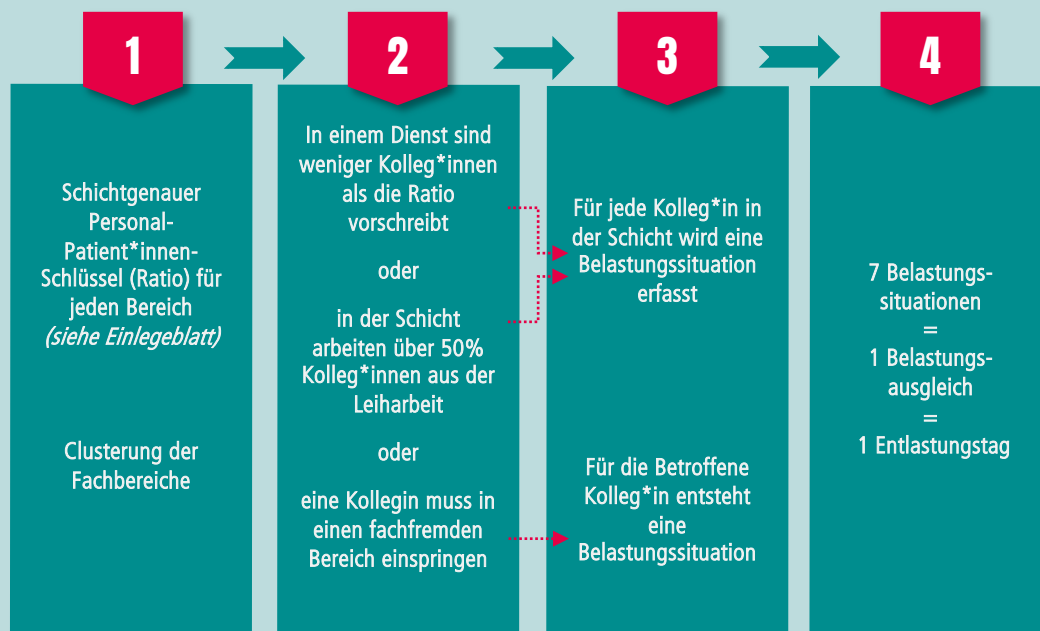 1
Schichtgenauer
Personal-
Patient*innen-
Schlüssel (Ratio) für
jeden Bereich
(siehe Einlegeblatt)
Clusterung der
Fachbereiche
2
In einem Dienst sind
weniger Kolleg*innen
als die Ratio
vorschreibt
oder
in der Schicht
arbeiten über 50%
Kolleg*innen aus der
Leiharbeit
oder
eine Kollegin muss in
einen fachfremden
Bereich einspringen
3
Für jede Kolleg*in in
der Schicht wird eine
Belastungssituation
erfasst
Für die Betroffene
Kolleg*in entsteht
eine
Belastungssituation
4
7 Belastungs-
situationen
=
1 Belastungs-
ausgleich
=
1 Entlastungstag